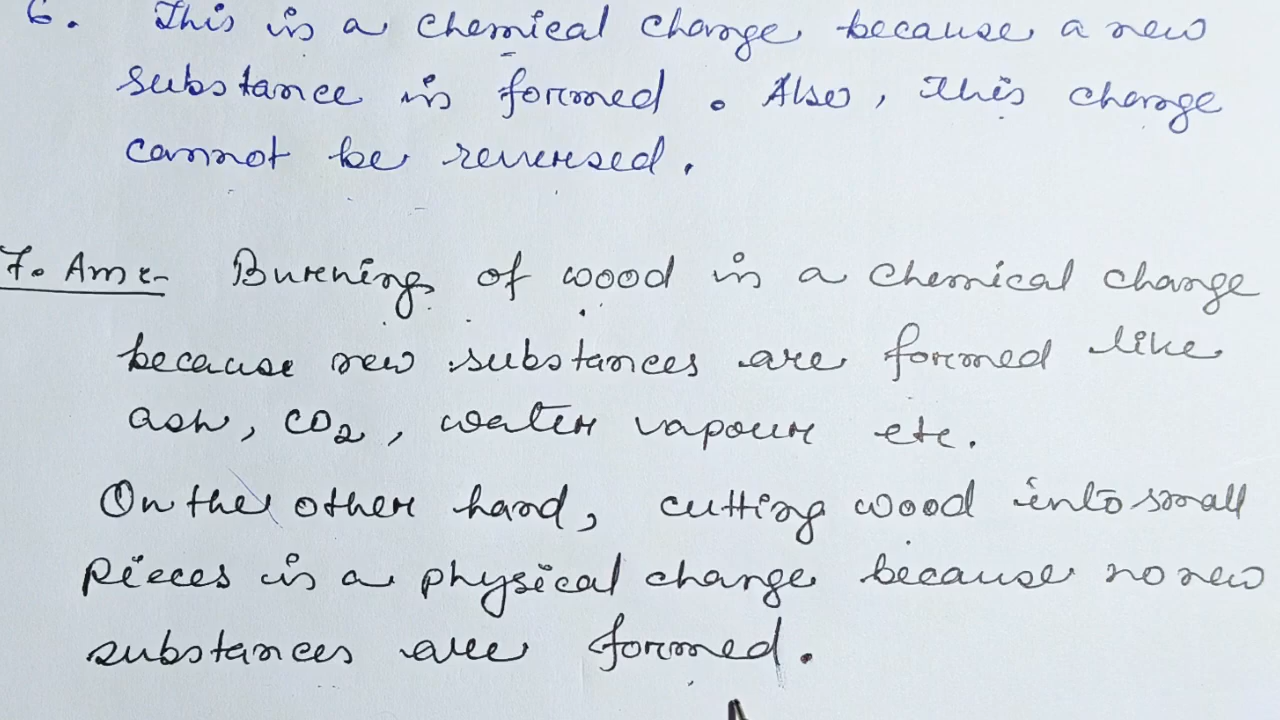 6. This is a chemical change because a new
substance is formed. Also, this change
cannot be reversed.
7. Ans:- Burning of wood is a chemical change
because new substances are formed like
ash, CO2, water vapour etc.
On the other hand, cutting wood into small
pieces is a physical change because no new
substances are formed.